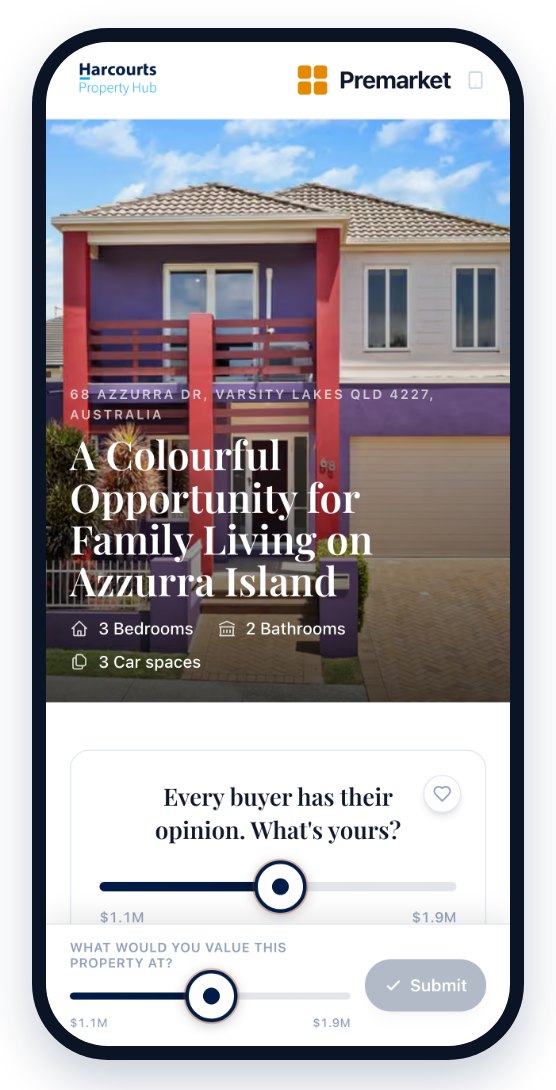 Harcourts
Property Hub
Premarket
68
68 AZZURRA DR, VARSITY LAKES QLD 4227,
AUSTRALIA
A Colourful
Opportunity for
Family Living on
Azzurra Island
3 Bedrooms
2 Bathrooms
3 Car spaces
Every buyer has their
opinion. What's yours?
$1.1M
$1.9M
WHAT WOULD YOU VALUE THIS
PROPERTY AT?
Submit
$1.1M
$1.9M